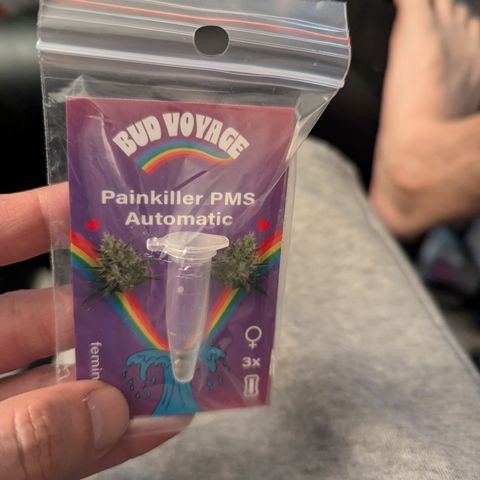 BUD VOYAGE
Painkiller PMS
Automatic
♀
3x